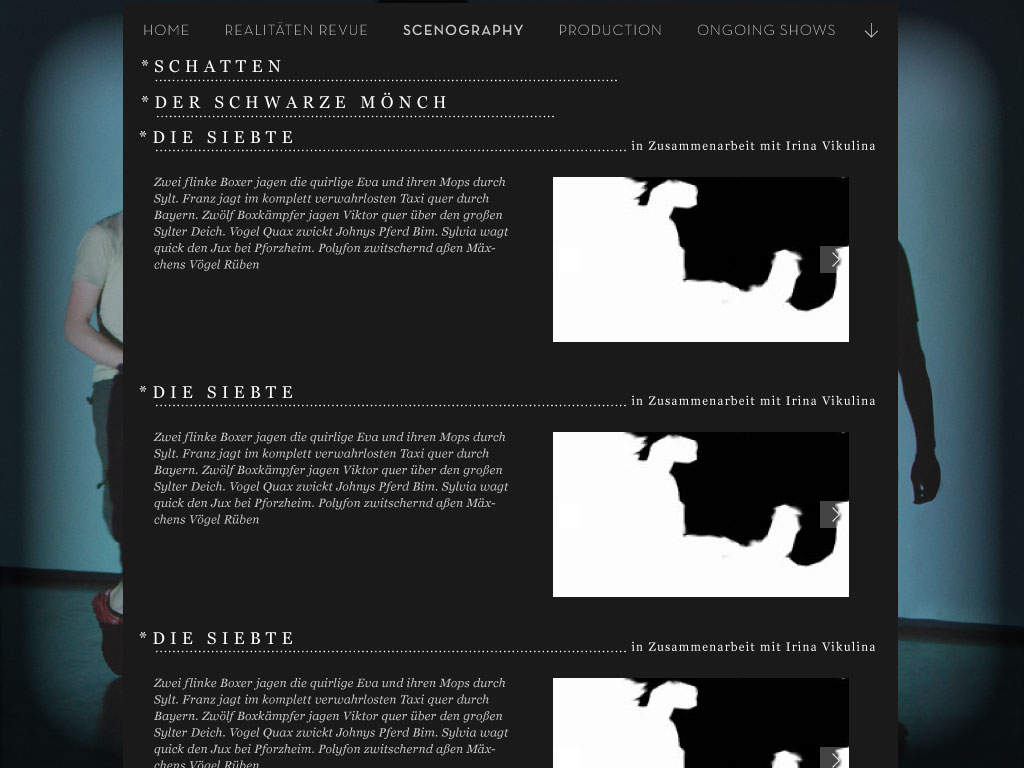 HOME REALITÄTEN REVUE SCENOGRAPHY PRODUCTION ONGOING SHOWS
*SCHATTEN
*DER SCHWARZE MÖNCH
*DIE SIEBTE in Zusammenarbeit mit Irina Vikulina
Zwei flinke Boxer jagen die quirlige Eva und ihren Mops durch
Sylt. Franz jagt im komplett verwahrlosten Taxi quer durch
Bayern. Zwölf Boxkämpfer jagen Viktor quer über den großen
Sylter Deich. Vogel Quax zwickt Johnys Pferd Bim. Sylvia wagt
quick den Jux bei Pforzheim. Polyfon zwitschernd aßen Mäx-
chens Vögel Rüben
*DIE SIEBTE in Zusammenarbeit mit Irina Vikulina
Zwei flinke Boxer jagen die quirlige Eva und ihren Mops durch
Sylt. Franz jagt im komplett verwahrlosten Taxi quer durch
Bayern. Zwölf Boxkämpfer jagen Viktor quer über den großen
Sylter Deich. Vogel Quax zwickt Johnys Pferd Bim. Sylvia wagt
quick den Jux bei Pforzheim. Polyfon zwitschernd aßen Mäx-
chens Vögel Rüben
*DIE SIEBTE in Zusammenarbeit mit Irina Vikulina
Zwei flinke Boxer jagen die quirlige Eva und ihren Mops durch
Sylt. Franz jagt im komplett verwahrlosten Taxi quer durch
Bayern. Zwölf Boxkämpfer jagen Viktor quer über den großen
Sylter Deich. Vogel Quax zwickt Johnys Pferd Bim. Sylvia wagt
quick den Jux bei Pforzheim. Polyfon zwitschernd aßen Mäx-
chens Vögel Rüben